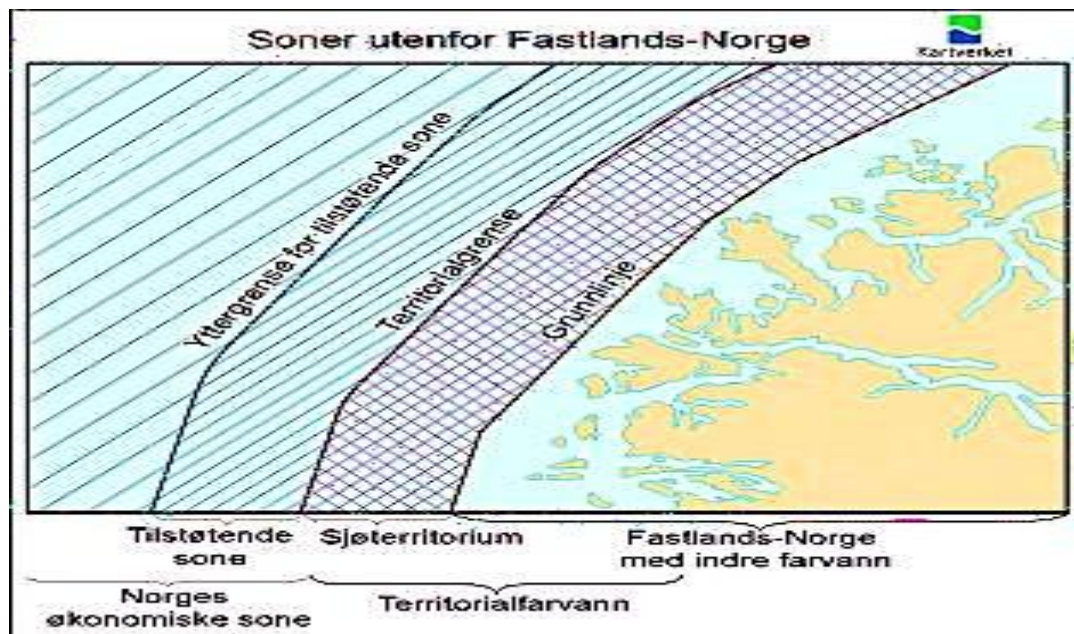 Soner utenfor Fastlands-Norge
Kartverket
Yttergrense for tilstøtende sone
Territorialgrense
Grunnlinje
Tilstøtende
sone
Sjøterritorium
Fastlands-Norge
med indre farvann
Norges
økonomiske sone
Territorialfarvann